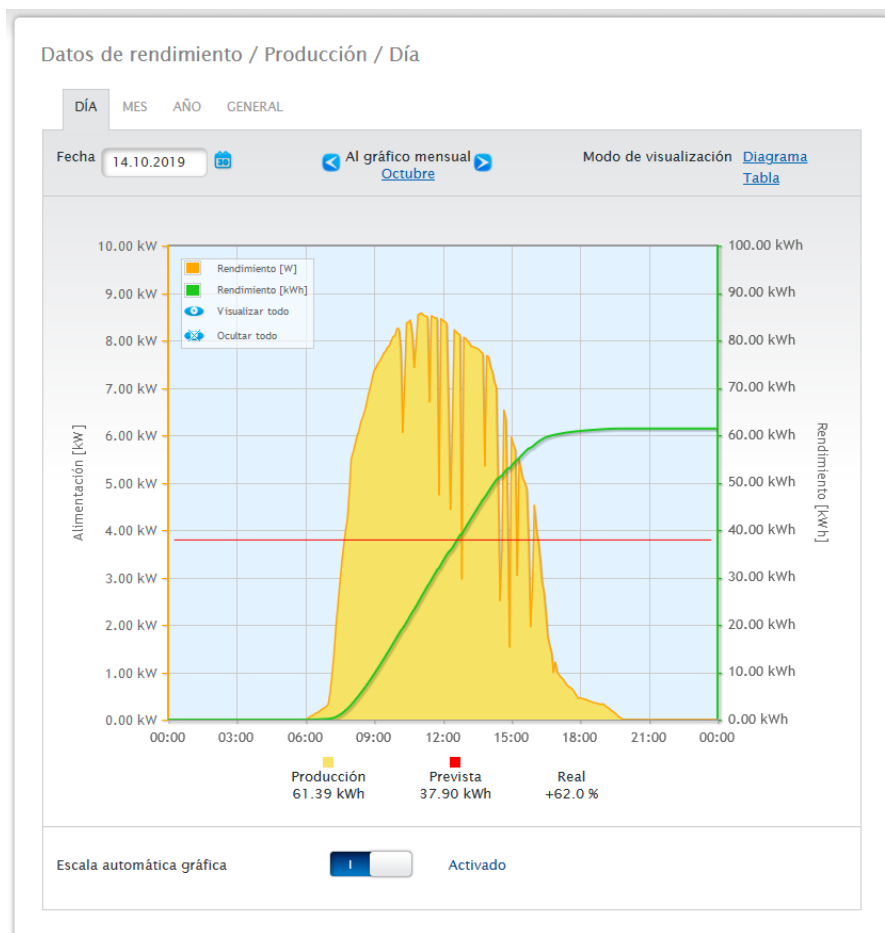 Datos de rendimiento / Producción / Día
DÍA MES AÑO GENERAL
Fecha 14.10.2019 30 Al gráfico mensual Modo de visualización Diagrama
Octubre Tabla
10.00 kW 100.00 kWh
Rendimiento [W]
Rendimiento [kWh]
9.00 kW 90.00 kWh
Visualizar todo
Ocultar todo
8.00 kW 80.00 kWh
7.00 kW 70.00 kWh
6.00 kW 60.00 kWh
Alimentación [kW] Rendimiento [kWh]
5.00 kW 50.00 kWh
4.00 kW 40.00 kWh
3.00 kW 30.00 kWh
2.00 kW 20.00 kWh
1.00 kW 10.00 kWh
0.00 kW 0.00 kWh
00:00 03:00 06:00 09:00 12:00 15:00 18:00 21:00 00:00
Producción Prevista Real
61.39 kWh 37.90 kWh +62.0 %
Escala automática gráfica I Activado